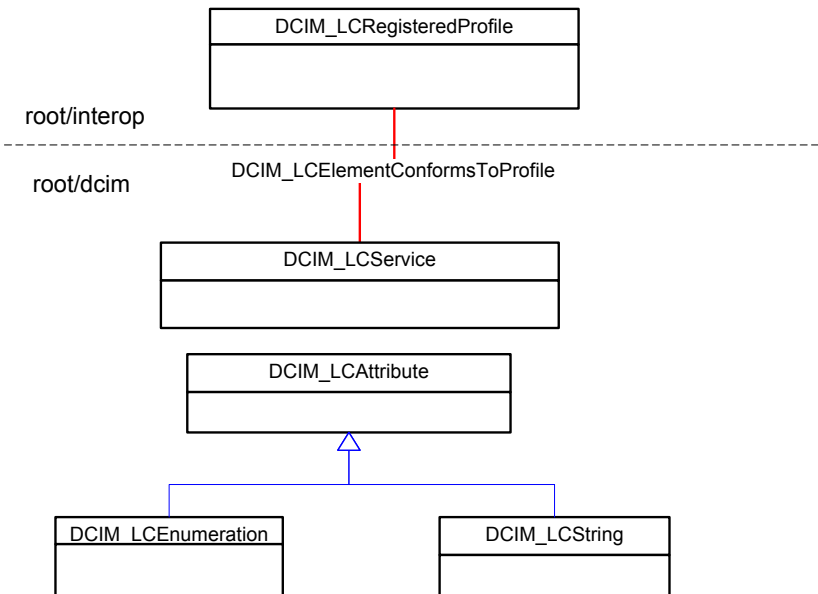 DCIM_LCRegisteredProfile
root/interop
DCIM_LCElementConformsToProfile
root/dcim
DCIM_LCService
DCIM_LCAttribute
DCIM_LCEnumeration
DCIM_LCString